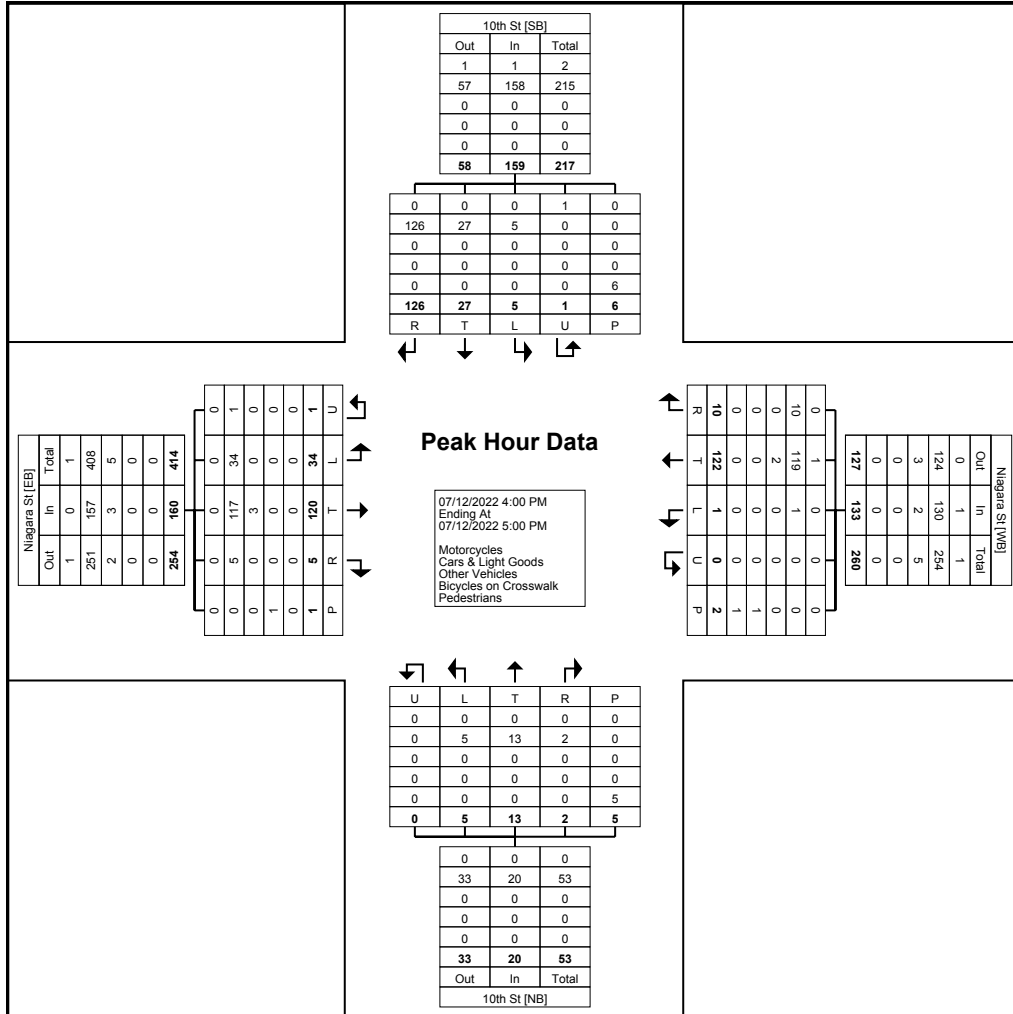 10th St [SB]
Out In Total
1 1 2
57 158 215
0 0 0
0 0 0
0 0 0
58 159 217
0 0 0 1 0
126 27 5 0 0
0 0 0 0 0
0 0 0 0 0
0 0 0 0 6
126 27 5 1 6
R T L U P
Niagara St [EB]
Total 1 408 5 0 0 414
In 0 157 3 0 0 160
Out 1 251 2 0 0 254
0 1 0 0 0 1 U
0 34 0 0 0 34 L
0 117 3 0 0 120 T
0 5 0 0 0 5 R
0 0 0 1 0 1 P
Peak Hour Data
07/12/2022 4:00 PM
Ending At
07/12/2022 5:00 PM
Motorcycles
Cars & Light Goods
Other Vehicles
Bicycles on Crosswalk
Pedestrians
R 10 0 0 0 10 0
T 122 0 0 2 119 1
L 1 0 0 0 1 0
U 0 0 0 0 0 0
P 2 1 1 0 0 0
127 0 0 3 124 0 Out
133 0 0 2 130 1 In
260 0 0 5 254 1 Total
Niagara St [WB]
U L T R P
0 0 0 0 0
0 5 13 2 0
0 0 0 0 0
0 0 0 0 0
0 0 0 0 5
0 5 13 2 5
0 0 0
33 20 53
0 0 0
0 0 0
0 0 0
33 20 53
Out In Total
10th St [NB]